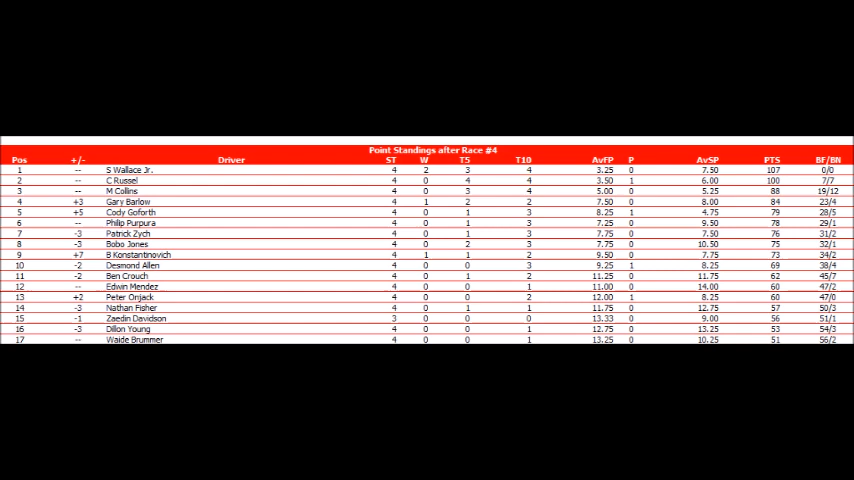 Point Standings after Race #4
Pos +/- Driver ST W T5 T10 AvFP P AvSP PTS BF/BN
1 -- S Wallace Jr. 4 2 3 4 3.25 0 7.50 107 0/0
2 -- C Russel 4 0 4 4 3.50 1 6.00 100 7/7
3 -- M Collins 4 0 3 4 5.00 0 5.25 88 19/12
4 +3 Gary Barlow 4 1 2 2 7.50 0 8.00 84 23/4
5 +5 Cody Goforth 4 0 1 3 8.25 1 4.75 79 28/5
6 -- Philip Purpura 4 0 1 3 7.25 0 9.50 78 29/1
7 -3 Patrick Zych 4 0 1 3 7.75 0 7.50 76 31/2
8 -3 Bobo Jones 4 0 2 3 7.75 0 10.50 75 32/1
9 +7 B Konstantinovich 4 1 1 2 9.50 0 7.75 73 34/2
10 -2 Desmond Allen 4 0 0 3 9.25 1 8.25 69 38/4
11 -2 Ben Crouch 4 0 1 2 11.25 0 11.75 62 45/7
12 -- Edwin Mendez 4 0 0 1 11.00 0 14.00 60 47/2
13 +2 Peter Onjack 4 0 0 2 12.00 1 8.25 60 47/0
14 -3 Nathan Fisher 4 0 1 1 11.75 0 12.75 57 50/3
15 -1 Zaedin Davidson 3 0 0 0 13.33 0 9.00 56 51/1
16 -3 Dillon Young 4 0 0 1 12.75 0 13.25 53 54/3
17 -- Waide Brummer 4 0 0 1 13.25 0 10.25 51 56/2